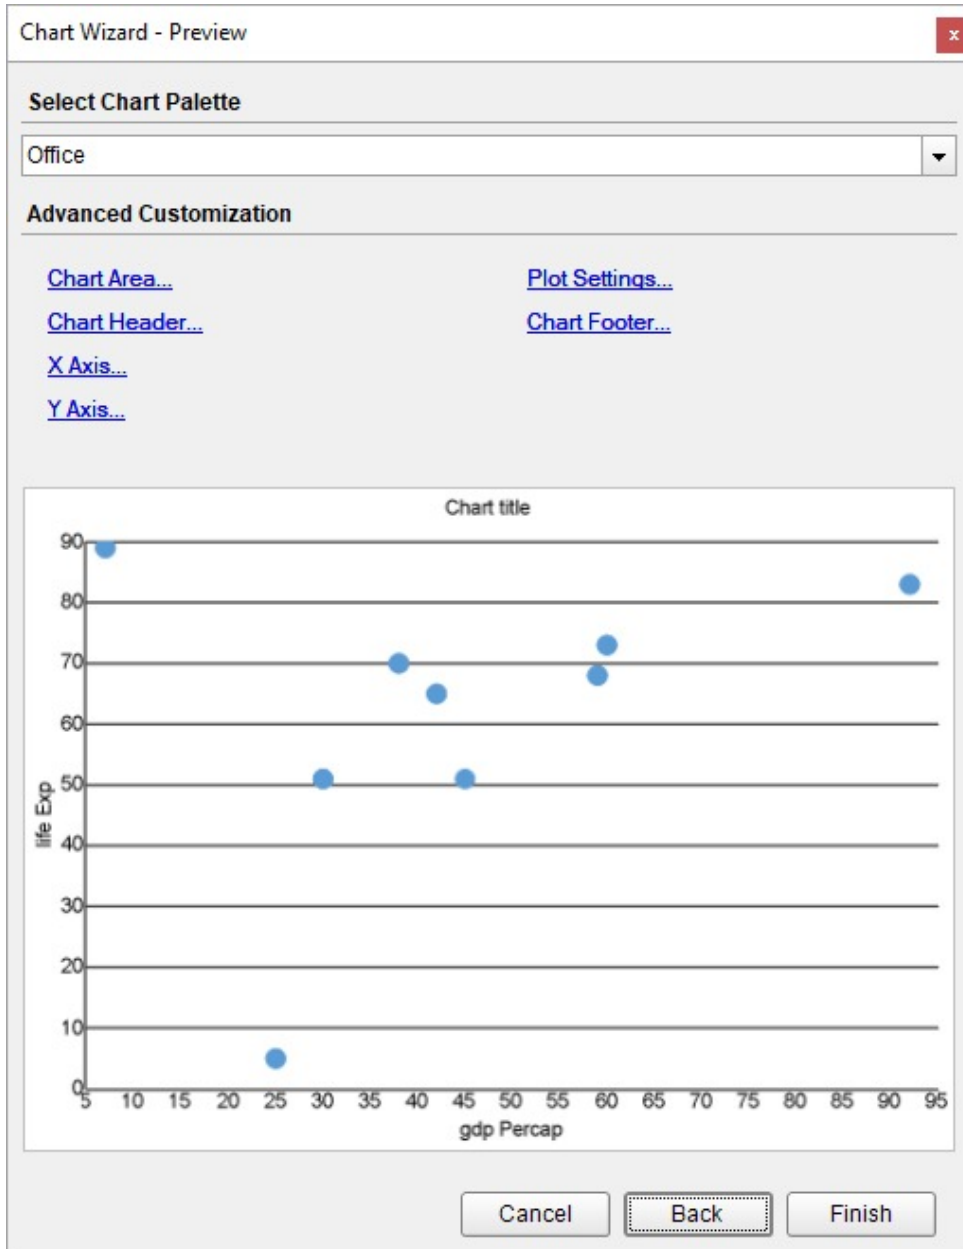 Chart Wizard - Preview
x
Select Chart Palette
Office
Advanced Customization
Chart Area... Plot Settings...
Chart Header... Chart Footer...
X Axis...
Y Axis...
Chart title
90
80
70
60
50
40
30
20
10
0
life Exp
5 10 15 20 25 30 35 40 45 50 55 60 65 70 75 80 85 90 95
gdp Percap
Cancel Back Finish